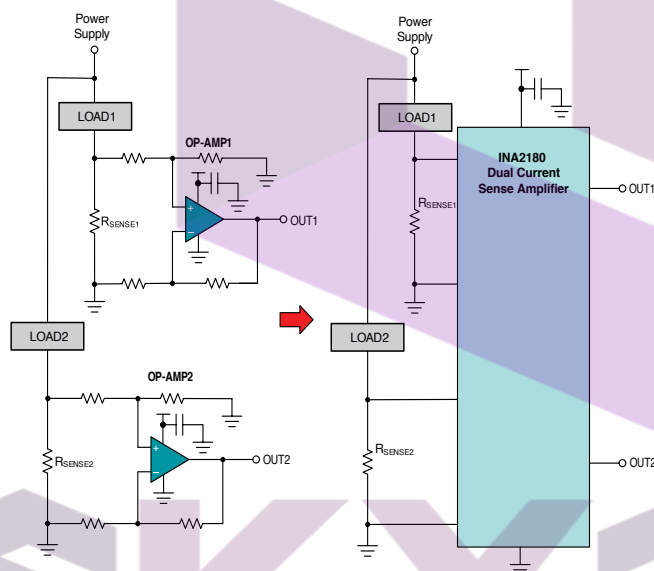 Power
Supply
LOAD1
OP-AMP1
+
−
RSENSE1
OUT1
LOAD2
OP-AMP2
+
−
RSENSE2
OUT2
Power
Supply
LOAD1
RSENSE1
LOAD2
RSENSE2
INA2180
Dual Current
Sense Amplifier
OUT1
OUT2